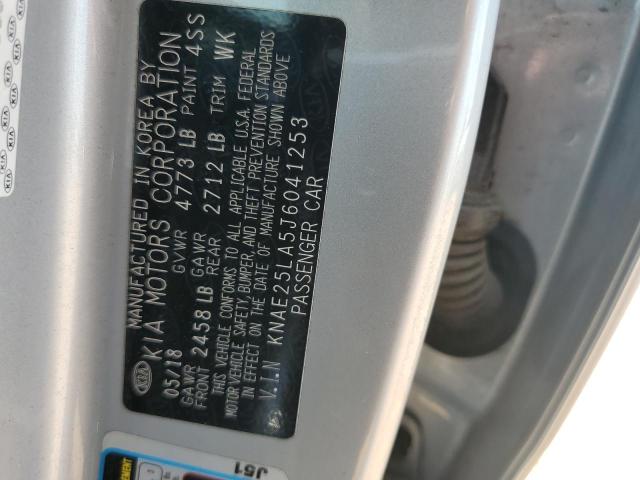 MANUFACTURED IN KOREA BY
KIA MOTORS CORPORATION
05/18 GVWR 4773 LB PAINT 4SS
GAWR FRONT 2458 LB GAWR REAR 2712 LB TRIM WK
THIS VEHICLE CONFORMS TO ALL APPLICABLE U.S.A. FEDERAL
MOTOR VEHICLE SAFETY, BUMPER, AND THEFT PREVENTION STANDARDS
IN EFFECT ON THE DATE OF MANUFACTURE SHOWN ABOVE
V.I.N KNAE25LA5J6041253
PASSENGER CAR
KIA
J51